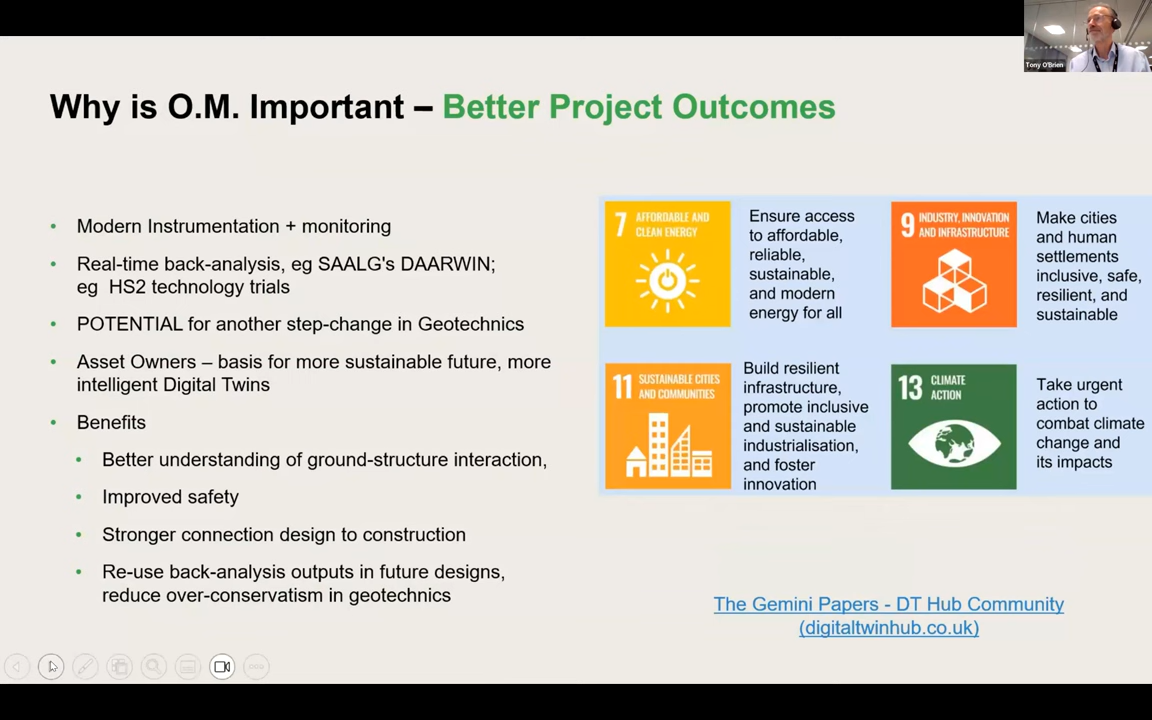 Tony O'Brien
Why is O.M. Important – Better Project Outcomes
• Modern Instrumentation + monitoring
• Real-time back-analysis, eg SAALG's DAARWIN;
eg HS2 technology trials
• POTENTIAL for another step-change in Geotechnics
• Asset Owners – basis for more sustainable future, more
intelligent Digital Twins
• Benefits
• Better understanding of ground-structure interaction,
• Improved safety
• Stronger connection design to construction
• Re-use back-analysis outputs in future designs,
reduce over-conservatism in geotechnics
7 AFFORDABLE AND
CLEAN ENERGY
Ensure access
to affordable,
reliable,
sustainable,
and modern
energy for all
9 INDUSTRY, INNOVATION
AND INFRASTRUCTURE
Make cities
and human
settlements
inclusive, safe,
resilient, and
sustainable
11 SUSTAINABLE CITIES
AND COMMUNITIES
Build resilient
infrastructure,
promote inclusive
and sustainable
industrialisation,
and foster
innovation
13 CLIMATE
ACTION
Take urgent
action to
combat climate
change and
its impacts
The Gemini Papers - DT Hub Community
(digitaltwinhub.co.uk)